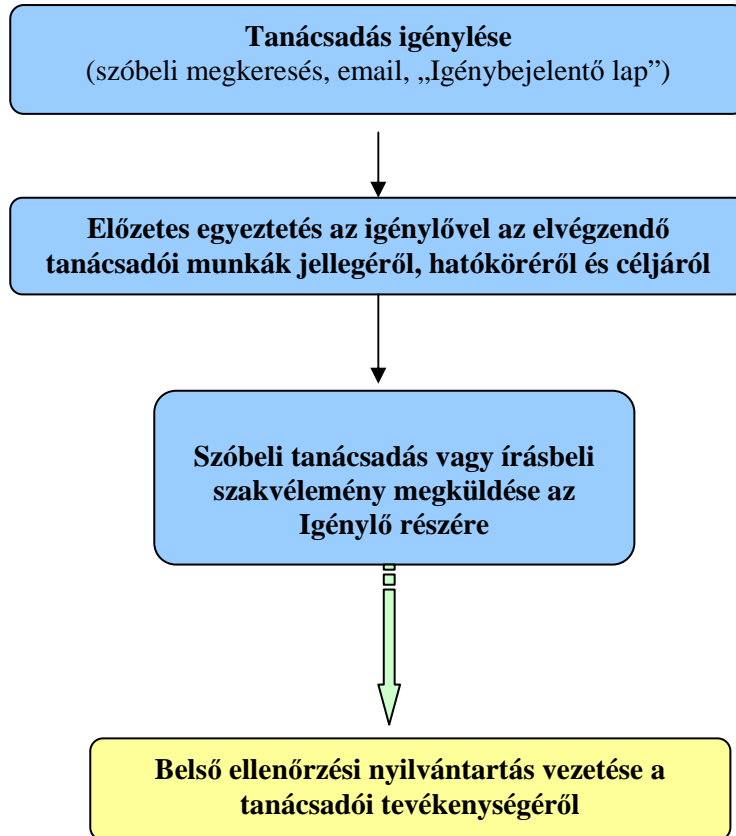 Tanácsadás igénylése
(szóbeli megkeresés, email, „Igénybejelentő lap”)
Előzetes egyeztetés az igénylővel az elvégzendő
tanácsadói munkák jellegéről, hatóköréről és céljáról
Szóbeli tanácsadás vagy írásbeli
szakvélemény megküldése az
Igénylő részére
Belső ellenőrzési nyilvántartás vezetése a
tanácsadói tevékenységéről